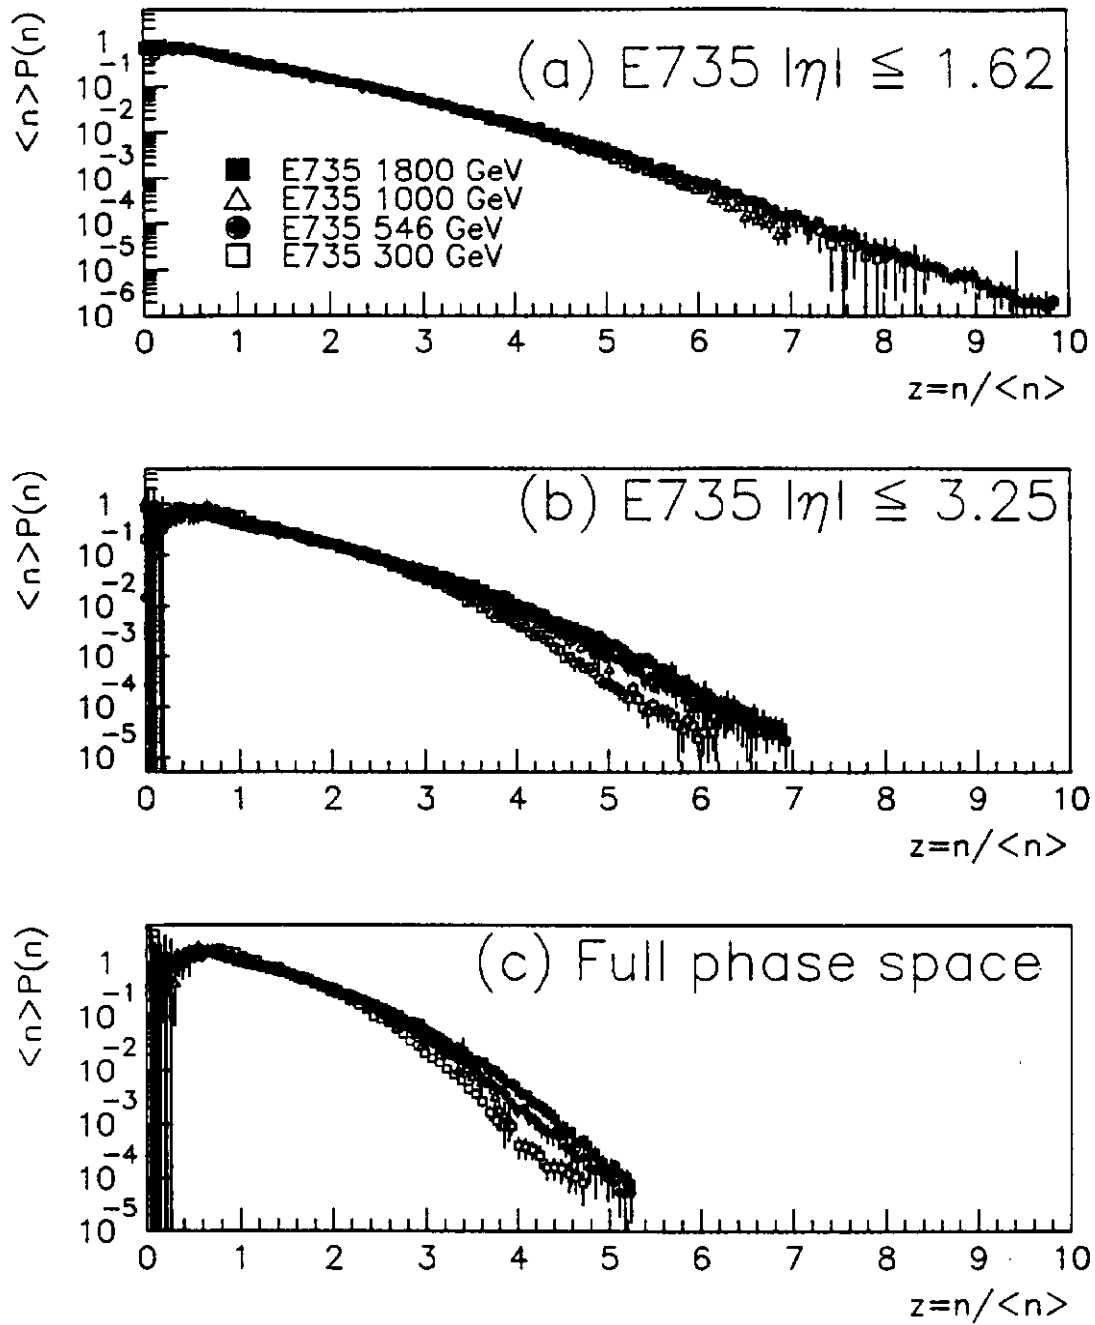 (a) E735 |η| ≦ 1.62
<n>P(n)
1
10^-1
10^-2
10^-3
10^-4
10^-5
10^-6
■ E735 1800 GeV
△ E735 1000 GeV
● E735 546 GeV
□ E735 300 GeV
0 1 2 3 4 5 6 7 8 9 10
z=n/<n>
(b) E735 |η| ≦ 3.25
<n>P(n)
1
10^-1
10^-2
10^-3
10^-4
10^-5
0 1 2 3 4 5 6 7 8 9 10
z=n/<n>
(c) Full phase space
<n>P(n)
1
10^-1
10^-2
10^-3
10^-4
10^-5
0 1 2 3 4 5 6 7 8 9 10
z=n/<n>